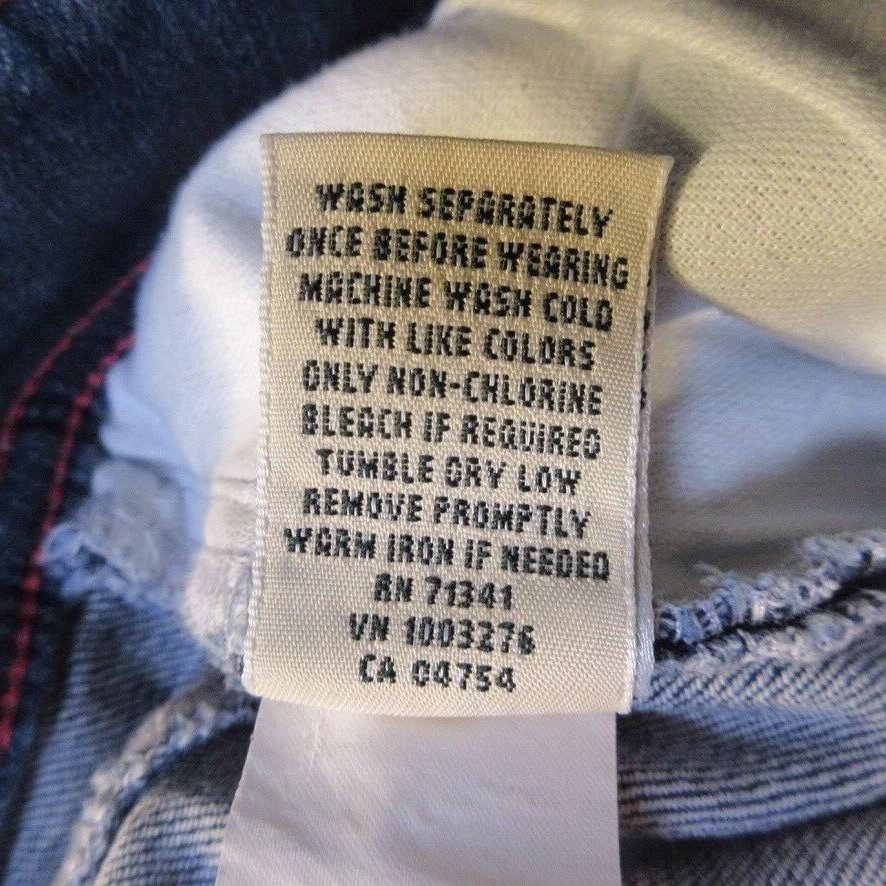 WASH SEPARATELY
ONCE BEFORE WEARING
MACHINE WASH COLD
WITH LIKE COLORS
ONLY NON-CHLORINE
BLEACH IF REQUIRED
TUMBLE DRY LOW
REMOVE PROMPTLY
WARM IRON IF NEEDED
RN 71341
VN 1003276
CA 04754